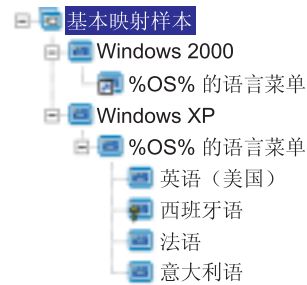 基本映射样本
Windows 2000
%OS% 的语言菜单
Windows XP
%OS% 的语言菜单
英语（美国）
西班牙语
法语
意大利语